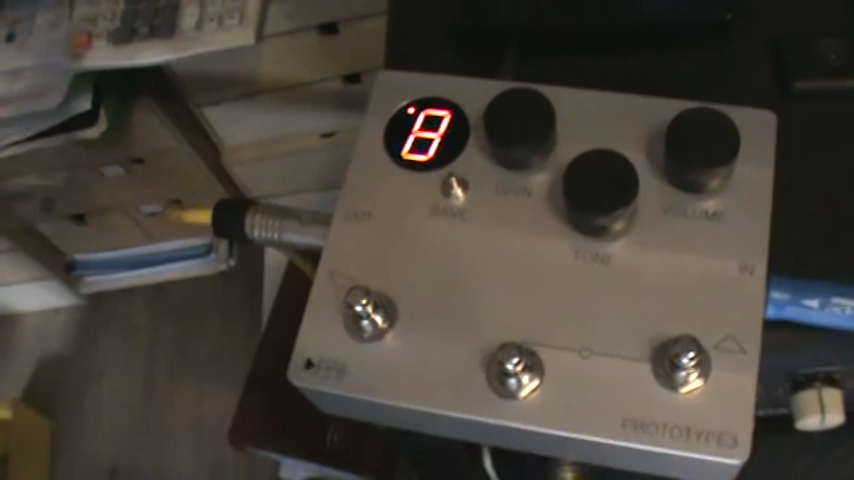 8
GAIN
SAVE
VOLUME
OUT
TONE
IN
PROTOTYPE3